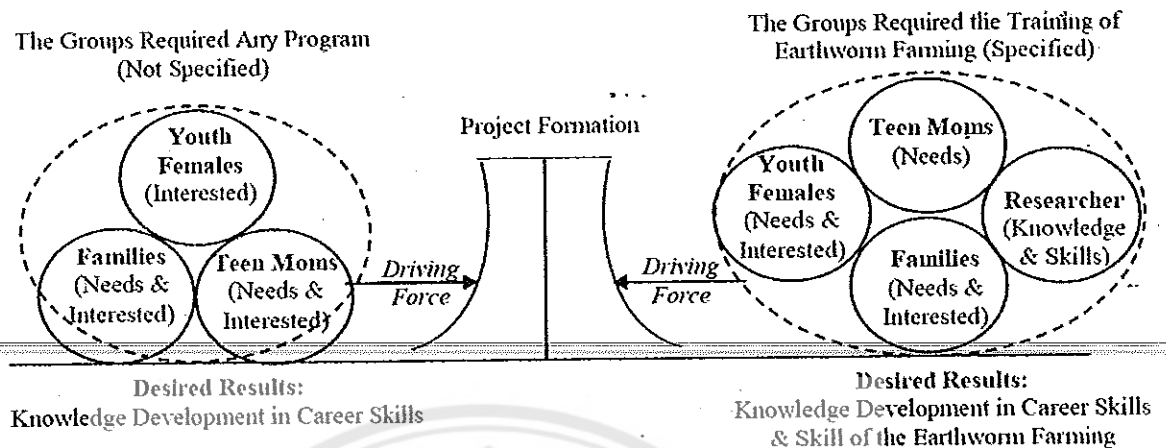 The Groups Required Any Program
(Not Specified)
Youth
Females
(Interested)
Families
(Needs &
Interested)
Teen Moms
(Needs &
Interested)
Driving
Force
Desired Results:
Knowledge Development in Career Skills
Project Formation
The Groups Required the Training of
Earthworm Farming (Specified)
Teen Moms
(Needs)
Youth
Females
(Needs &
Interested)
Researcher
(Knowledge
& Skills)
Families
(Needs &
Interested)
Driving
Force
Desired Results:
Knowledge Development in Career Skills
& Skill of the Earthworm Farming